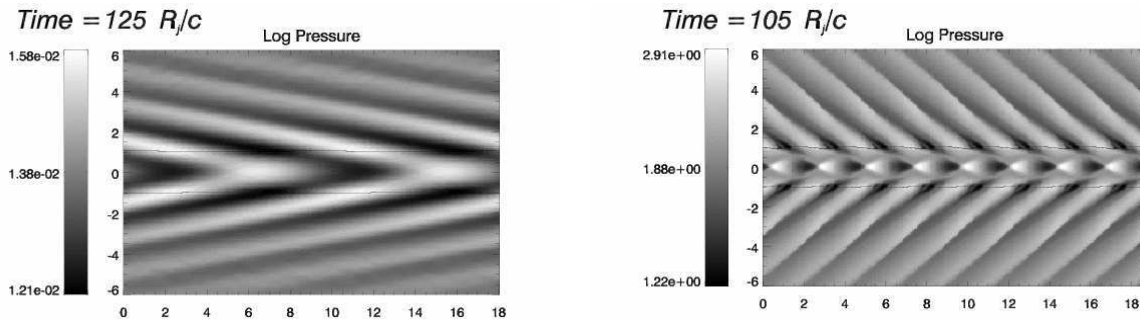 Time = 125 Rj/c
Log Pressure
1.58e-02
1.38e-02
1.21e-02
6
4
2
0
-2
-4
-6
0 2 4 6 8 10 12 14 16 18
Time = 105 Rj/c
Log Pressure
2.91e+00
1.88e+00
1.22e+00
6
4
2
0
-2
-4
-6
0 2 4 6 8 10 12 14 16 18